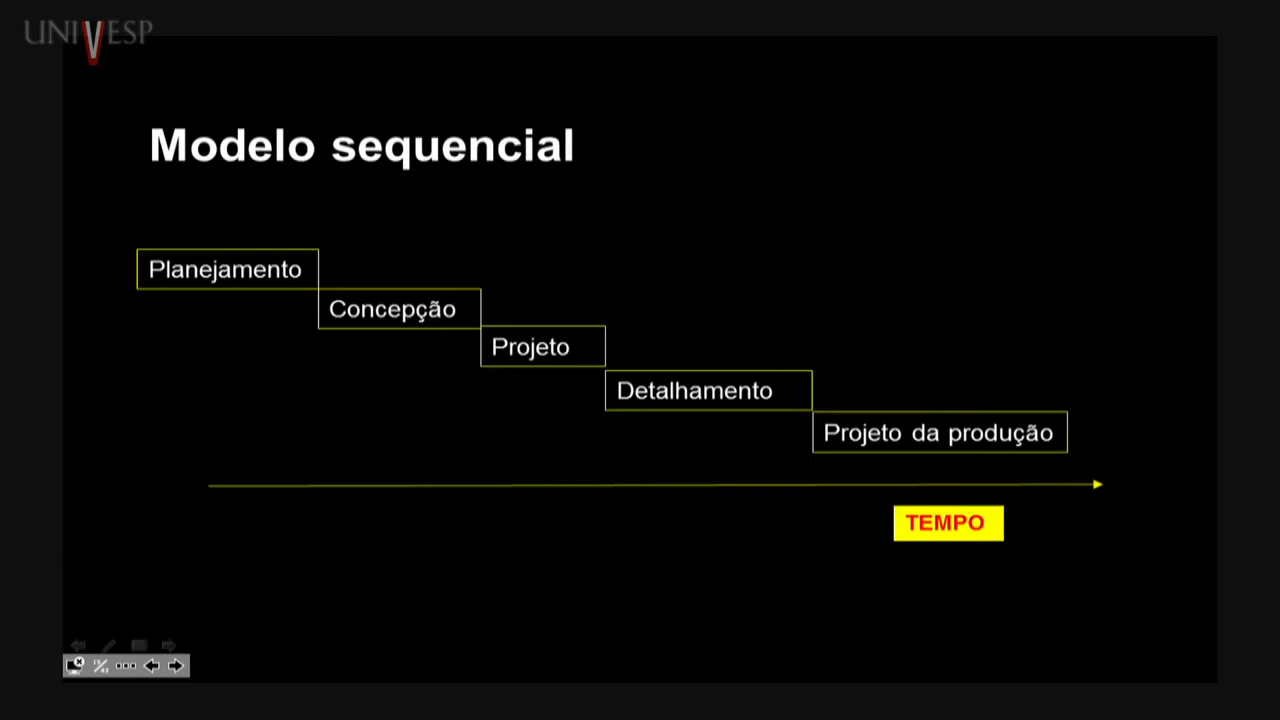 UNIVESP
Modelo sequencial
Planejamento
Concepção
Projeto
Detalhamento
Projeto da produção
TEMPO